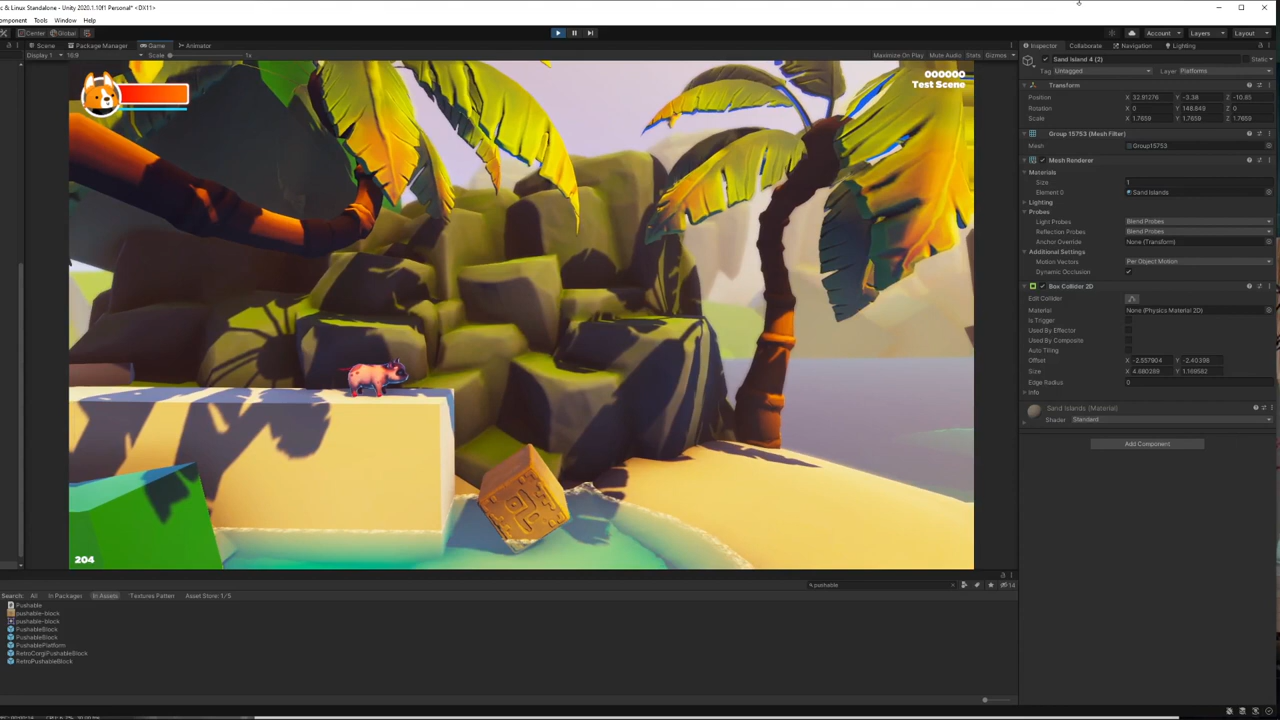 c & Linux Standalone - Unity 2020.1.10f1 Personal* <DX11>
omponent Tools Window Help
Center Global Account Layers Layout
Scene Package Manager Game Animator
Display 1 16:9 Scale 1x Maximize On Play Mute Audio Stats Gizmos
000000
Test Scene
204
Inspector Collaborate Navigation Lighting
Sand Island 4 (2) Static
Tag Untagged Layer Platforms
Transform
Position X 32.91276 Y -3.38 Z -10.85
Rotation X 0 Y 148.849 Z 0
Scale X 1.7659 Y 1.7659 Z 1.7659
Group 15753 (Mesh Filter)
Mesh Group15753
Mesh Renderer
Materials
Size 1
Element 0 Sand Islands
Lighting
Probes
Light Probes Blend Probes
Reflection Probes Blend Probes
Anchor Override None (Transform)
Additional Settings
Motion Vectors Per Object Motion
Dynamic Occlusion
Box Collider 2D
Edit Collider
Material None (Physics Material 2D)
Is Trigger
Used By Effector
Used By Composite
Auto Tiling
Offset X -2.557904 Y -2.40398
Size X 4.680289 Y 1.169582
Edge Radius 0
Info
Sand Islands (Material)
Shader Standard
Add Component
pushable 14
Search: All In Packages In Assets 'Textures Pattern Asset Store: 1/5
Pushable
pushable-block
pushable-block
PushableBlock
PushableBlock
PushablePlatform
RetroCorgiPushableBlock
RetroPushableBlock